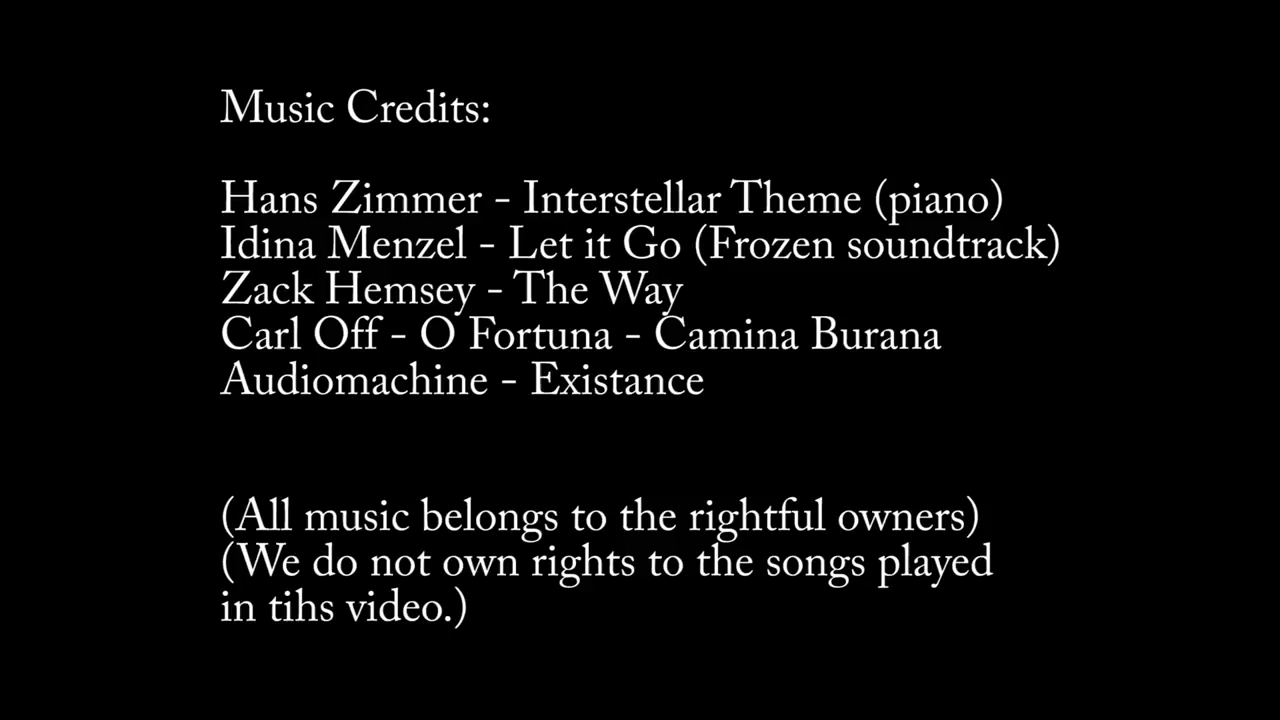 Music Credits:
Hans Zimmer - Interstellar Theme (piano)
Idina Menzel - Let it Go (Frozen soundtrack)
Zack Hemsey - The Way
Carl Off - O Fortuna - Camina Burana
Audiomachine - Existance
(All music belongs to the rightful owners)
(We do not own rights to the songs played
in tihs video.)